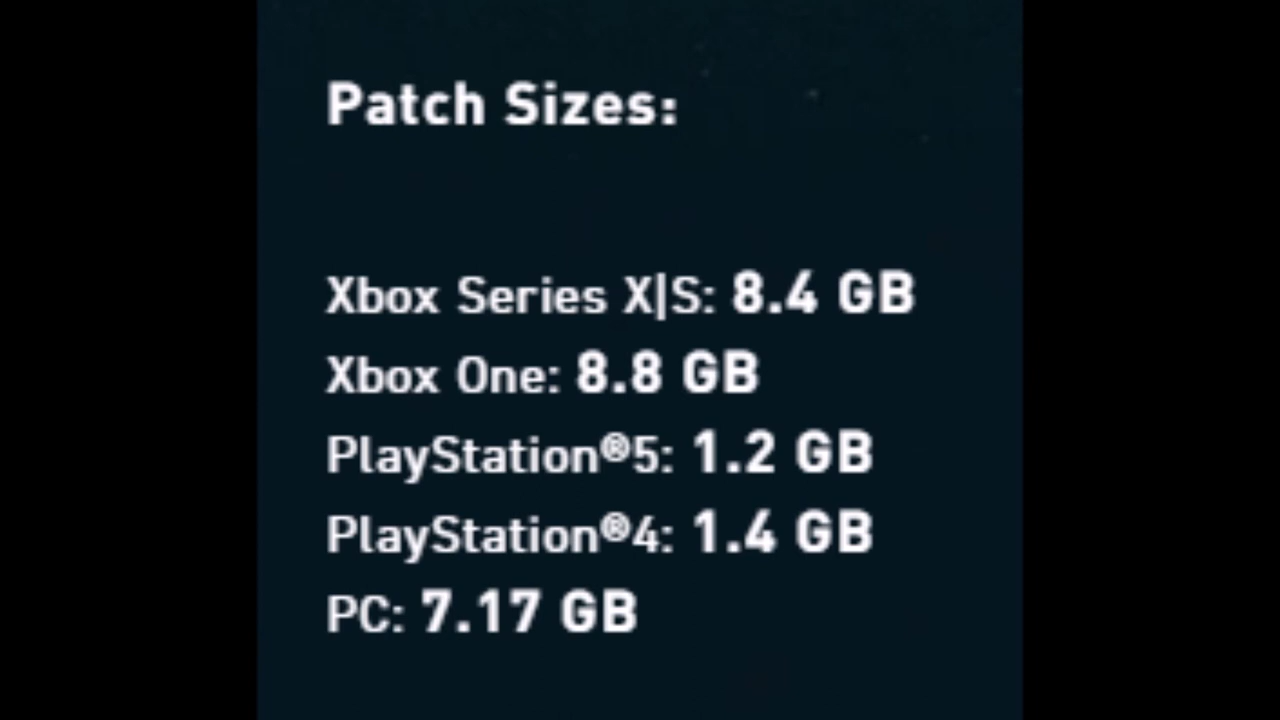 Patch Sizes:
Xbox Series X|S: 8.4 GB
Xbox One: 8.8 GB
PlayStation®5: 1.2 GB
PlayStation®4: 1.4 GB
PC: 7.17 GB